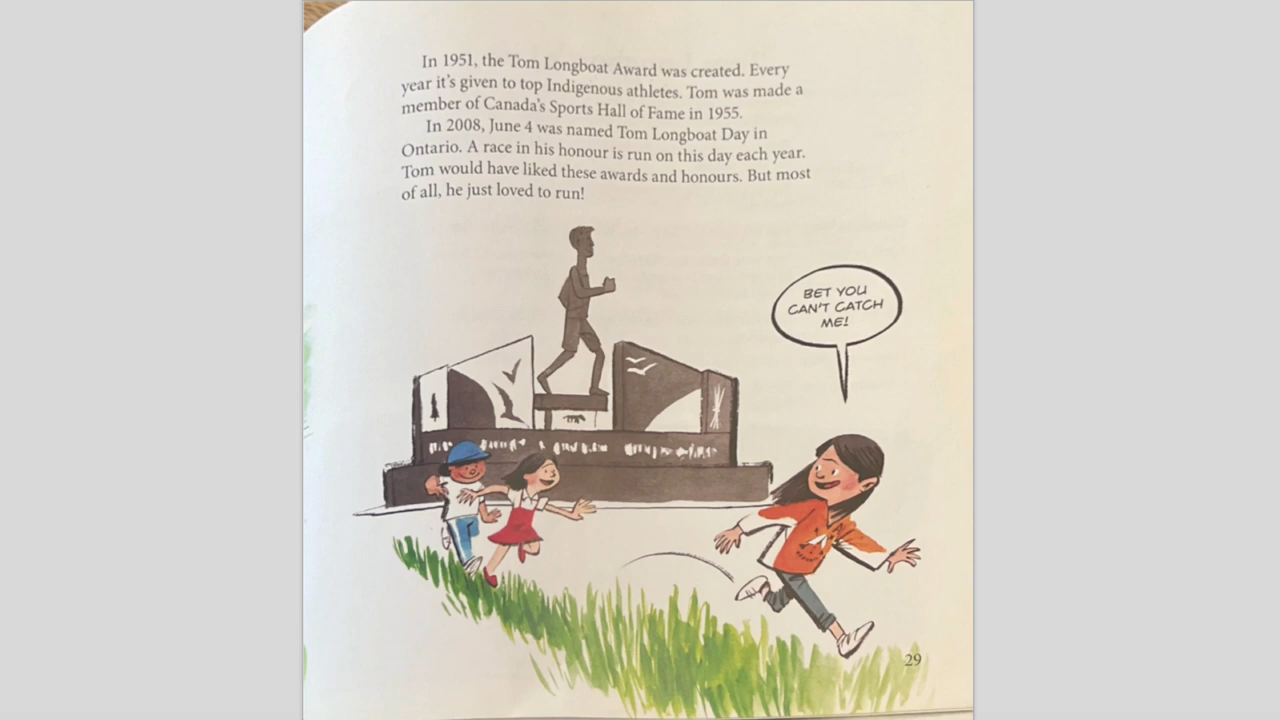 In 1951, the Tom Longboat Award was created. Every
year it's given to top Indigenous athletes. Tom was made a
member of Canada's Sports Hall of Fame in 1955.
In 2008, June 4 was named Tom Longboat Day in
Ontario. A race in his honour is run on this day each year.
Tom would have liked these awards and honours. But most
of all, he just loved to run!
BET YOU
CAN'T CATCH
ME!
29